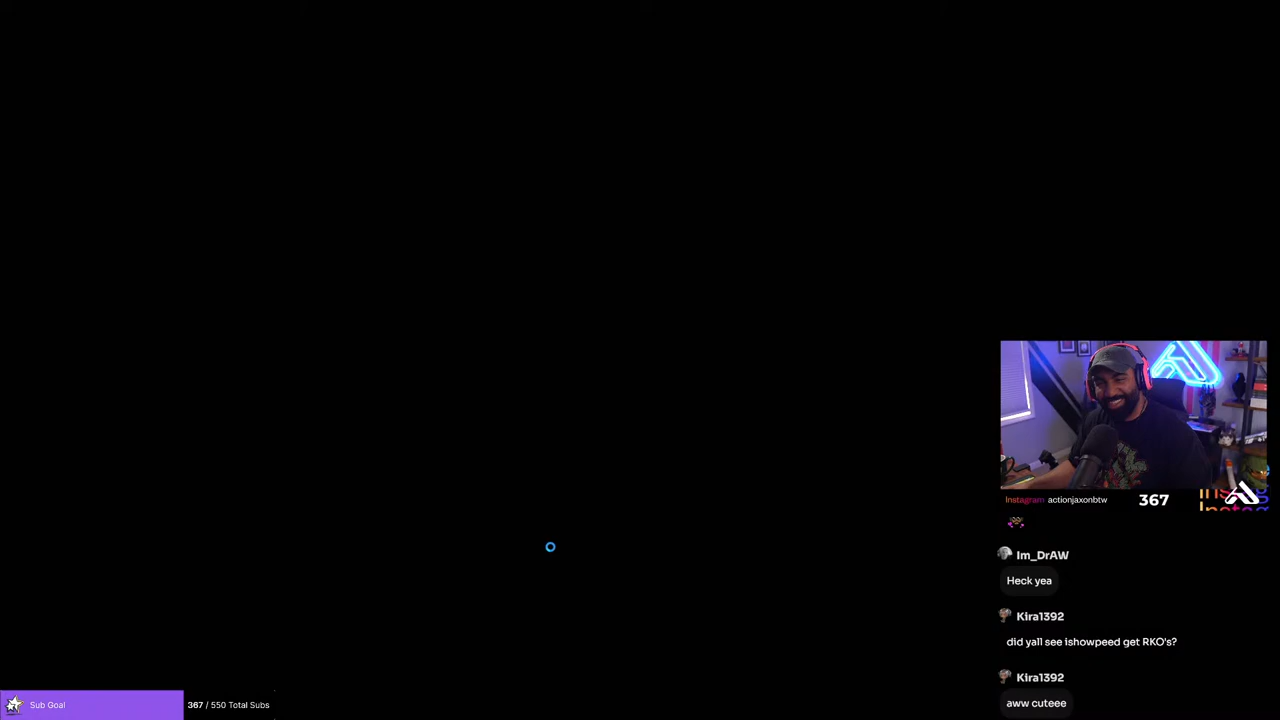 Instagram actionjaxonbtw 367
Im_DrAW
Heck yea
Kira1392
did yall see ishowpeed get RKO's?
Kira1392
aww cuteee
Sub Goal 367 / 550 Total Subs